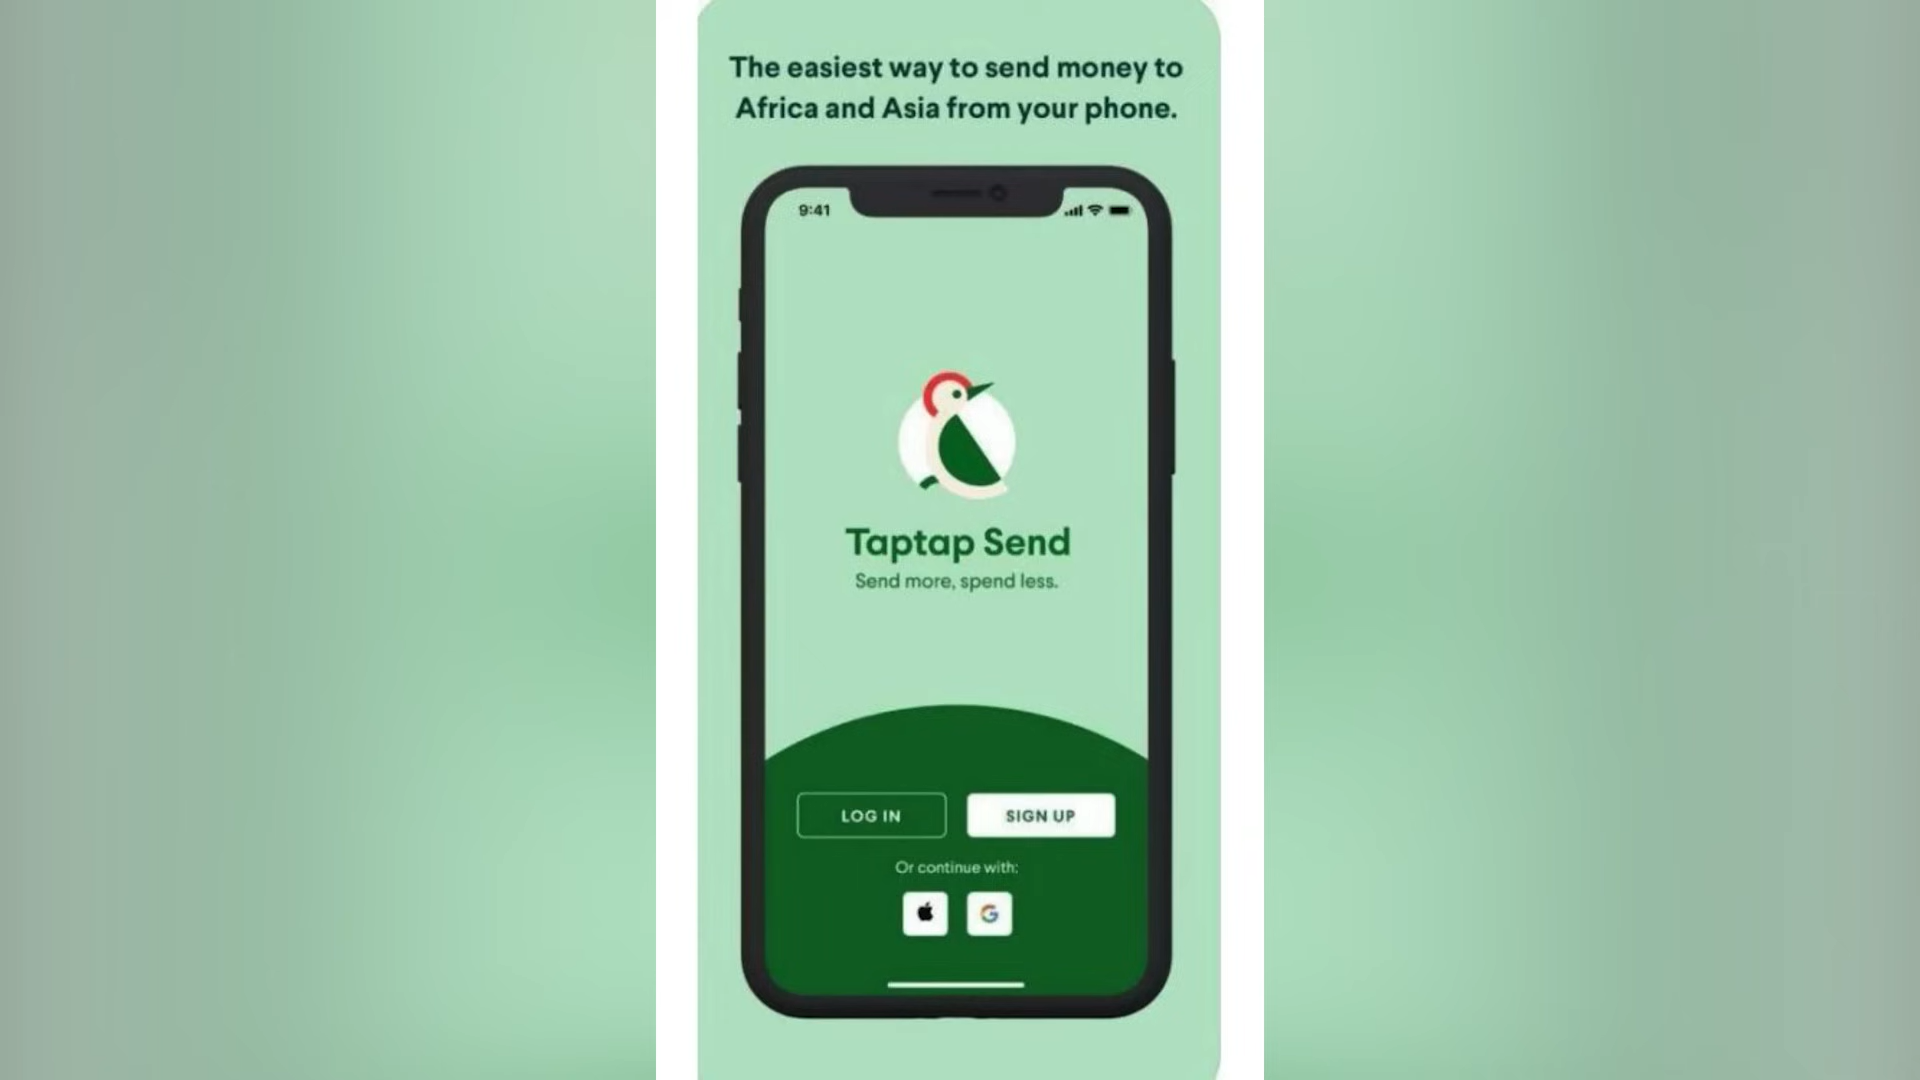 The easiest way to send money to
Africa and Asia from your phone.
9:41
Taptap Send
Send more, spend less.
LOG IN
SIGN UP
Or continue with: